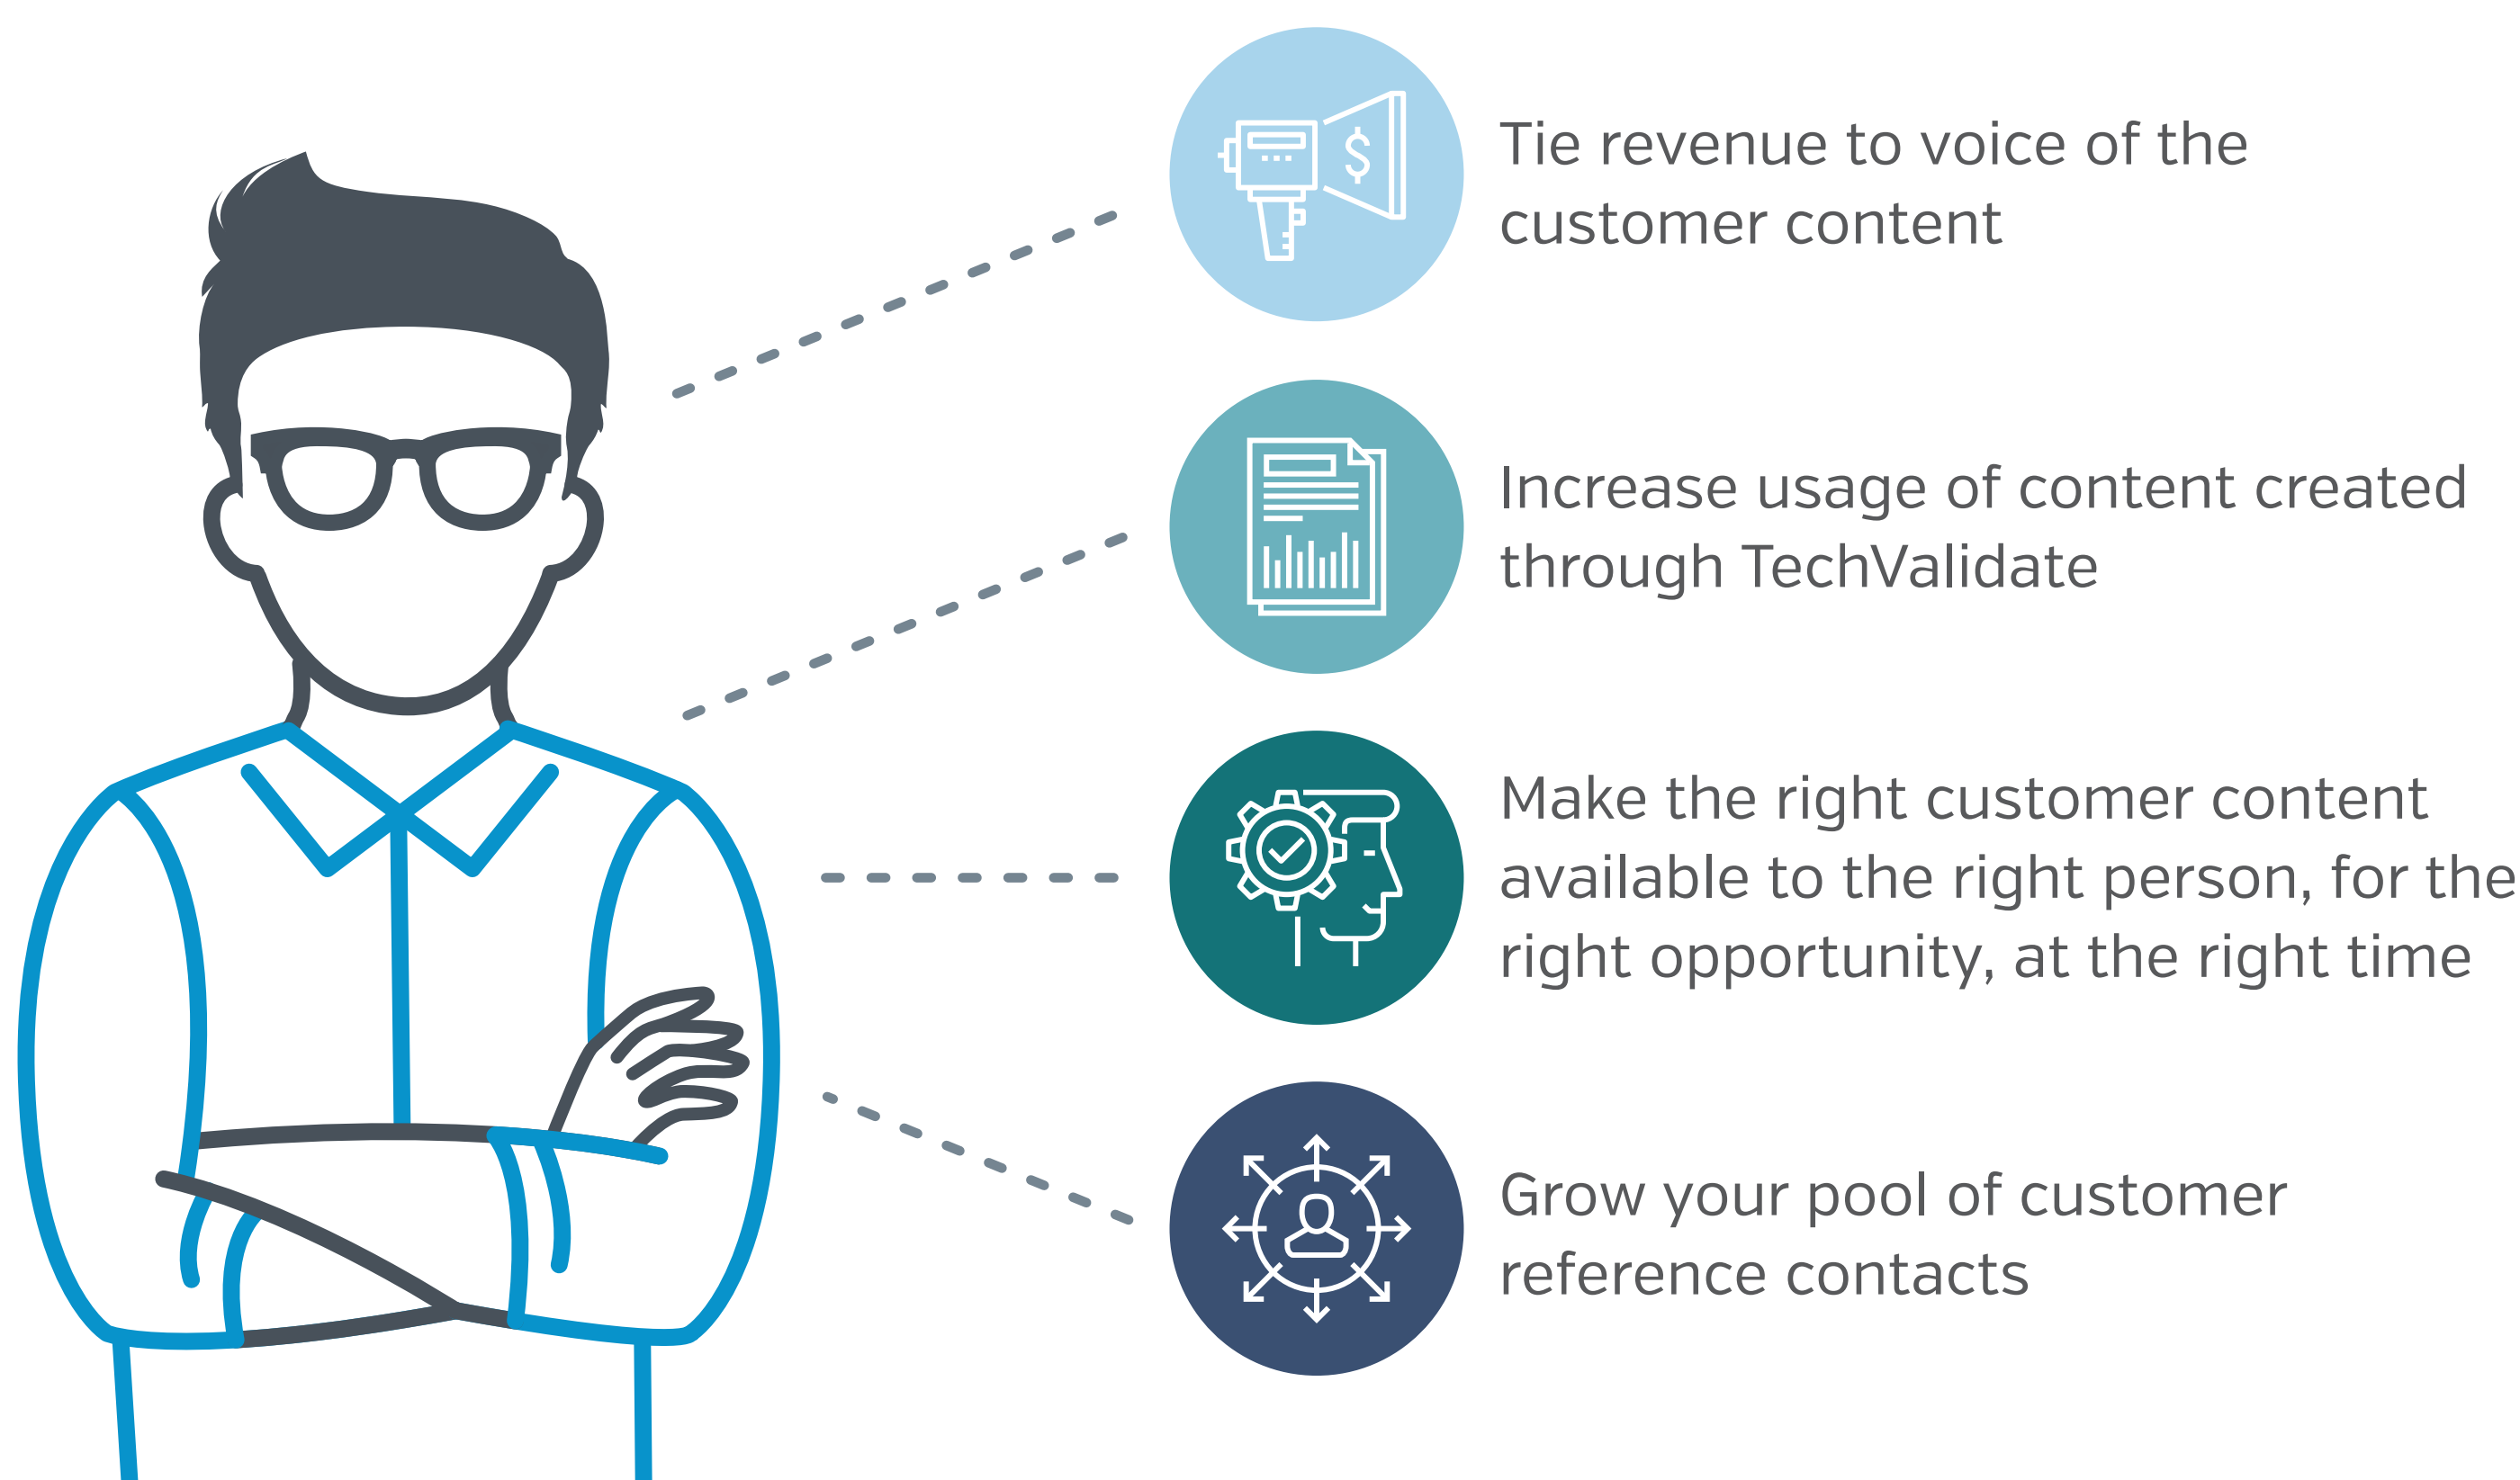 Tie revenue to voice of the
customer content
Increase usage of content created
through TechValidate
Make the right customer content
available to the right person, for the
right opportunity, at the right time
Grow your pool of customer
reference contacts